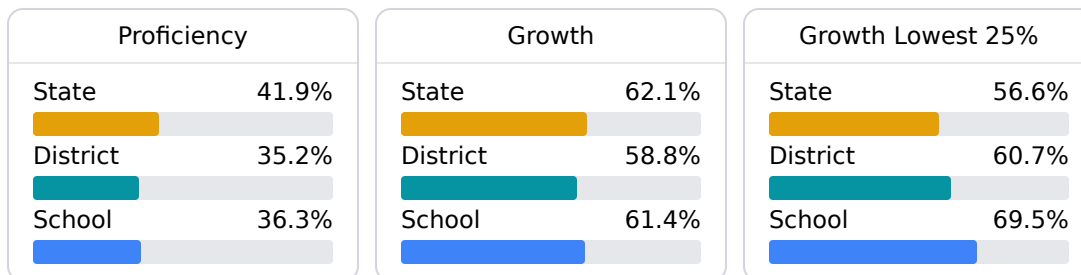 Proficiency
State 41.9%
District 35.2%
School 36.3%
Growth
State 62.1%
District 58.8%
School 61.4%
Growth Lowest 25%
State 56.6%
District 60.7%
School 69.5%